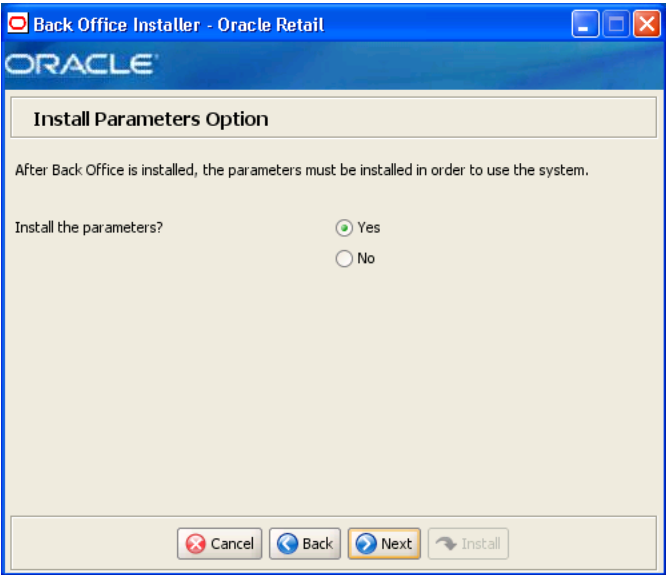 Back Office Installer - Oracle Retail
ORACLE
Install Parameters Option
After Back Office is installed, the parameters must be installed in order to use the system.
Install the parameters?
Yes
No
Cancel
Back
Next
Install